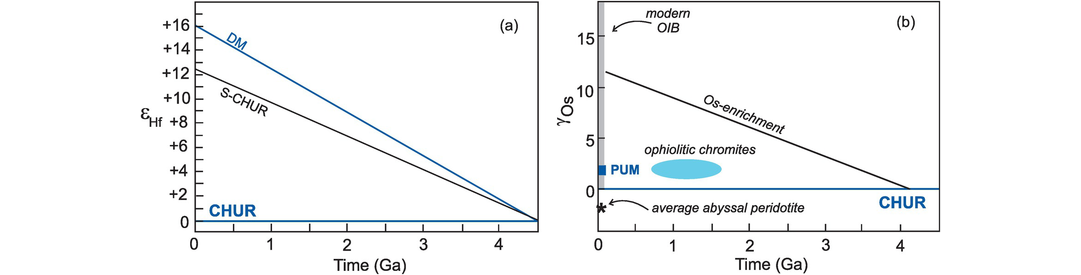 (a)
+16
+14
+12
+10
+8
+6
+4
+2
0
εHf
DM
S-CHUR
CHUR
0 1 2 3 4
Time (Ga)
(b)
15
10
5
0
γOs
modern
OIB
Os-enrichment
ophiolitic chromites
PUM
CHUR
* average abyssal peridotite
0 1 2 3 4
Time (Ga)